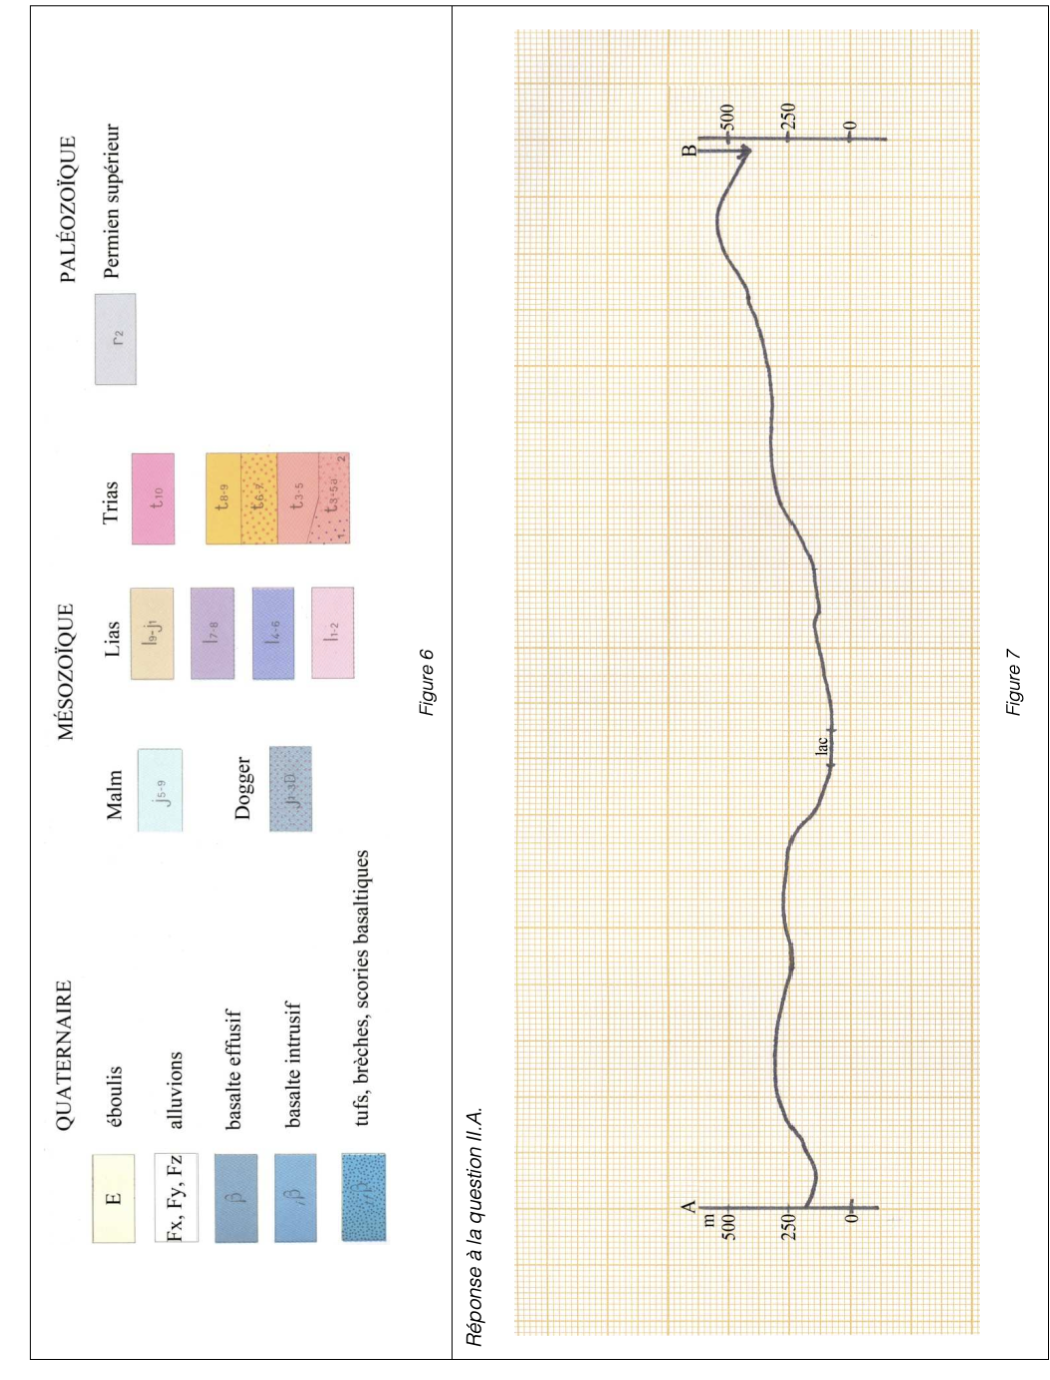 QUATERNAIRE
E
éboulis
Fx, Fy, Fz
alluvions
β
basalte effusif
β
basalte intrusif
tufs, brèches, scories basaltiques
MÉSOZOÏQUE
Malm
j5-9
Dogger
Lias
l9-j1
l7-8
l4-6
l1-2
Trias
t10
t8-9
t6-7
t3-5
t3-5a
1
2
PALÉOZOÏQUE
r2
Permien supérieur
Figure 6
Réponse à la question II.A.
A
m
500
250
0
lac
B
500
250
0
Figure 7